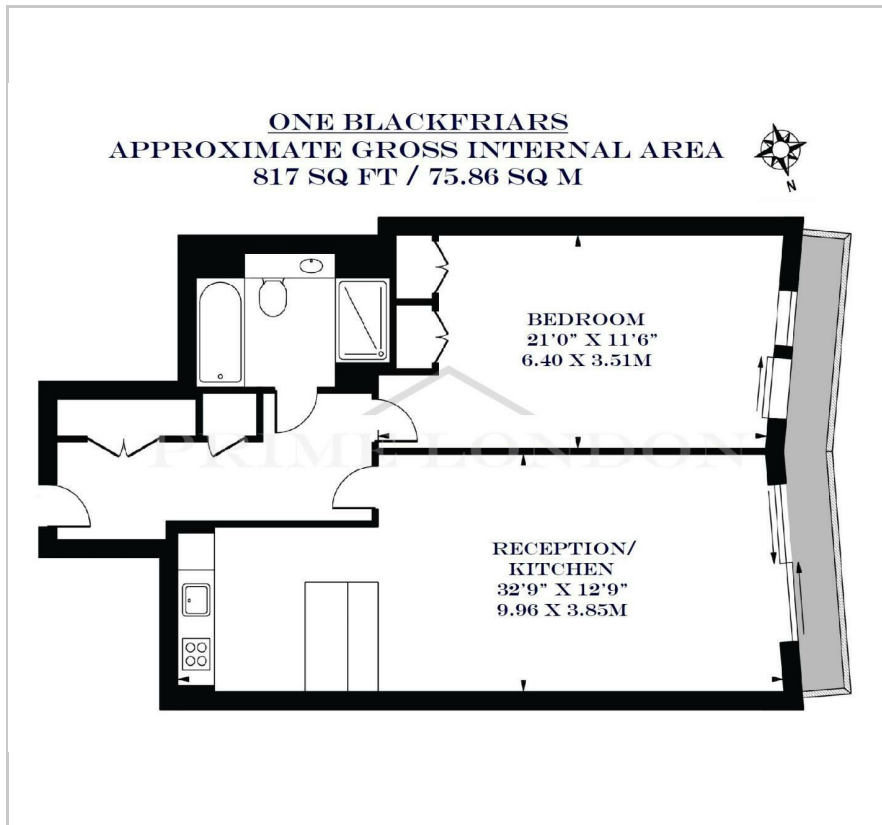 ONE BLACKFRIARS
APPROXIMATE GROSS INTERNAL AREA
817 SQ FT / 75.86 SQ M
N
BEDROOM
21'0" X 11'6"
6.40 X 3.51M
PRIME LONDON
RECEPTION/
KITCHEN
32'9" X 12'9"
9.96 X 3.85M